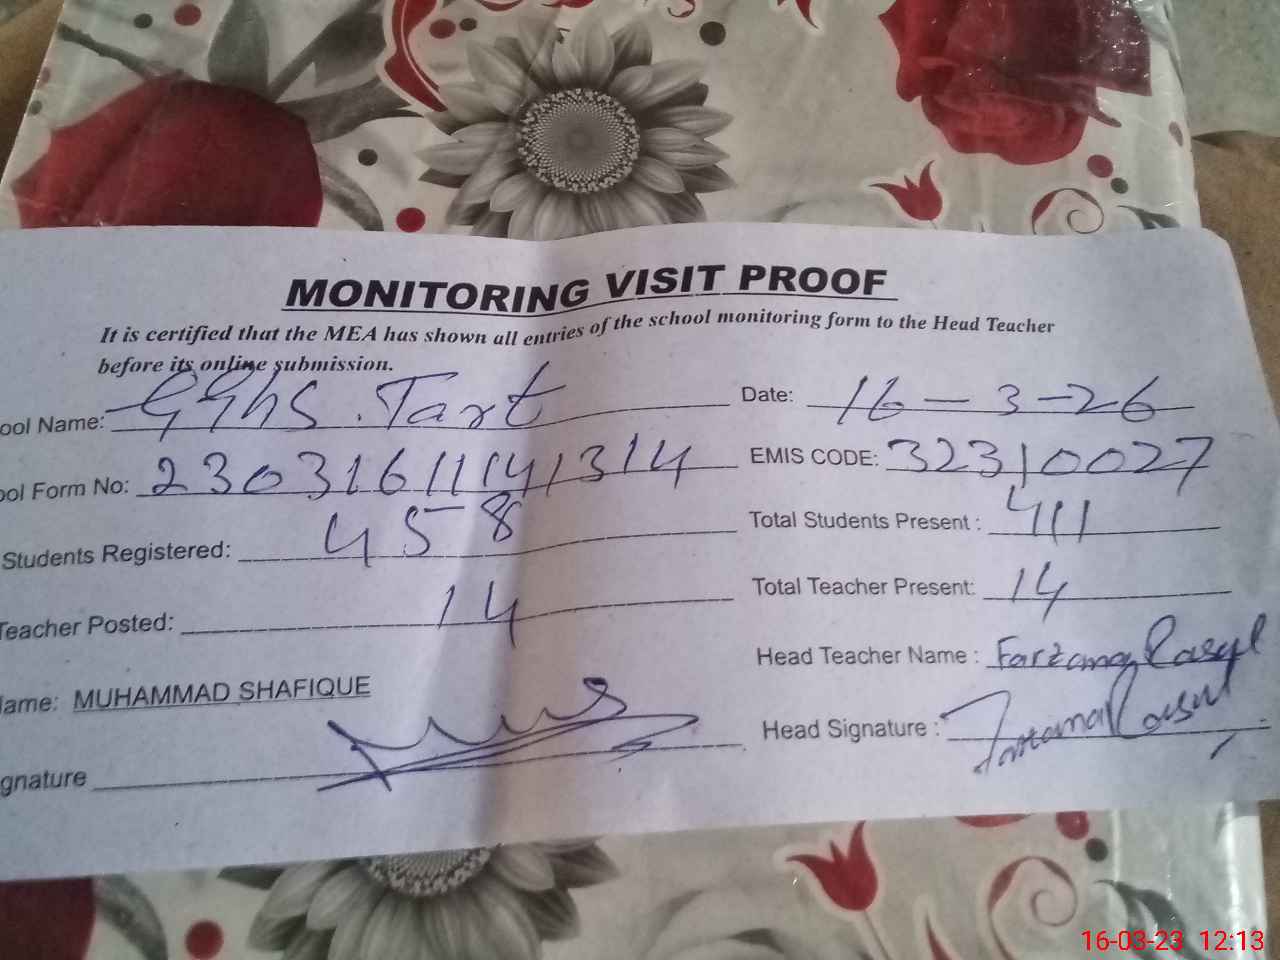 MONITORING VISIT PROOF
It is certified that the MEA has shown all entries of the school monitoring form to the Head Teacher
before its online submission.
ool Name: GGHS . Tart Date: 16-3-26
ool Form No: 23031611141314 EMIS CODE: 32310027
Students Registered: 458 Total Students Present : 411
Teacher Posted: 14 Total Teacher Present: 14
ame: MUHAMMAD SHAFIQUE Head Teacher Name : Farzana Rasul
gnature Head Signature : Farzana Rasul
16-03-23 12:13